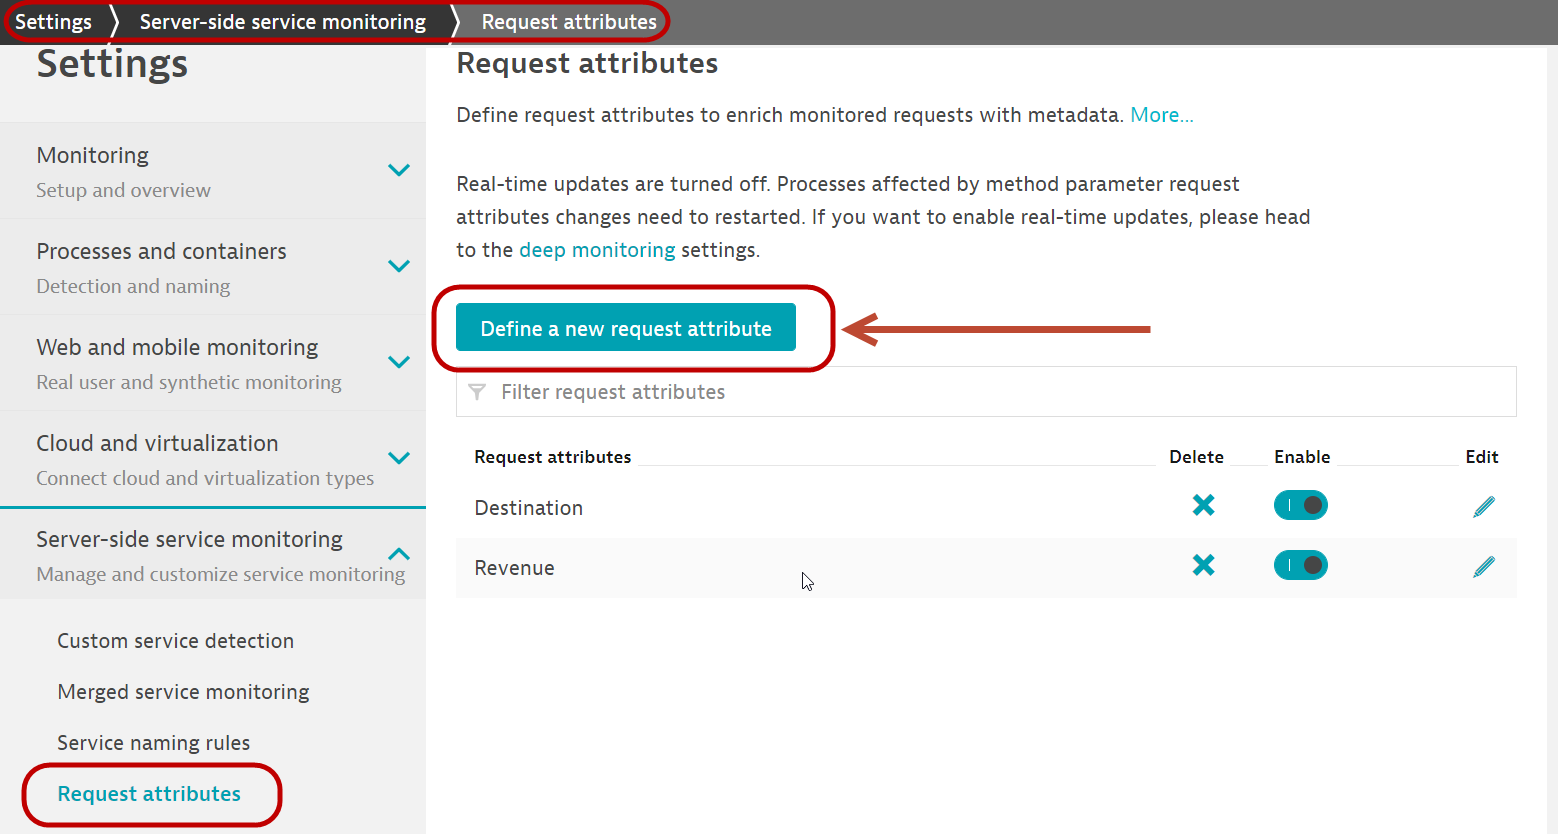 Settings
Server-side service monitoring
Request attributes
Settings
Monitoring
Setup and overview
Processes and containers
Detection and naming
Web and mobile monitoring
Real user and synthetic monitoring
Cloud and virtualization
Connect cloud and virtualization types
Server-side service monitoring
Manage and customize service monitoring
Custom service detection
Merged service monitoring
Service naming rules
Request attributes
Request attributes
Define request attributes to enrich monitored requests with metadata. More...
Real-time updates are turned off. Processes affected by method parameter request
attributes changes need to restarted. If you want to enable real-time updates, please head
to the deep monitoring settings.
Define a new request attribute
Filter request attributes
Request attributes Delete Enable Edit
Destination
Revenue